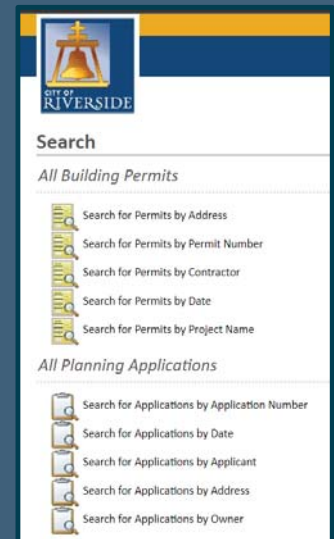 CITY OF
RIVERSIDE
Search
All Building Permits
Search for Permits by Address
Search for Permits by Permit Number
Search for Permits by Contractor
Search for Permits by Date
Search for Permits by Project Name
All Planning Applications
Search for Applications by Application Number
Search for Applications by Date
Search for Applications by Applicant
Search for Applications by Address
Search for Applications by Owner